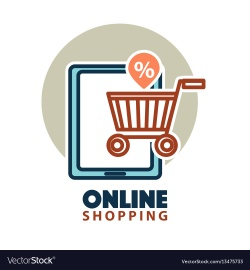 %
ONLINE
SHOPPING
VectorStock®
VectorStock.com/13475733